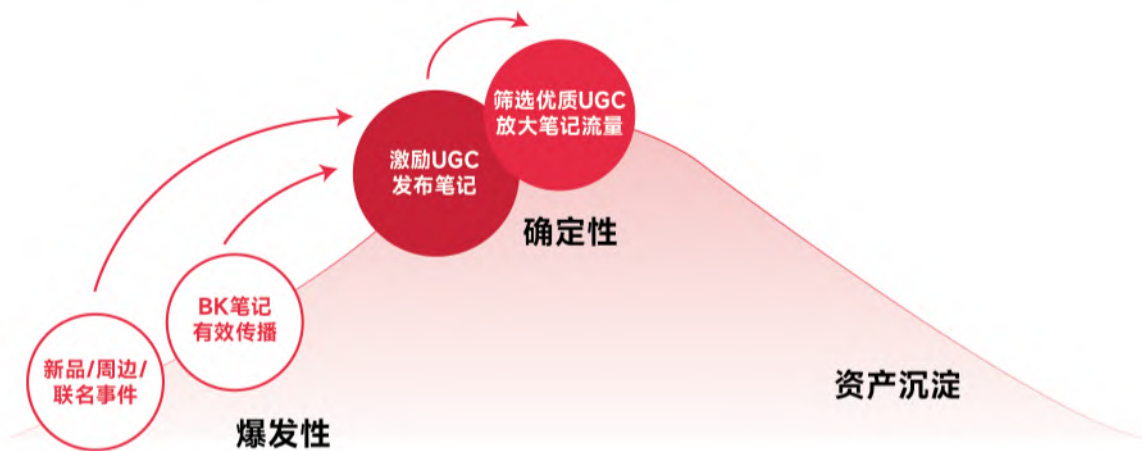 筛选优质UGC
放大笔记流量
激励UGC
发布笔记
确定性
BK笔记
有效传播
新品/周边/
联名事件
资产沉淀
爆发性